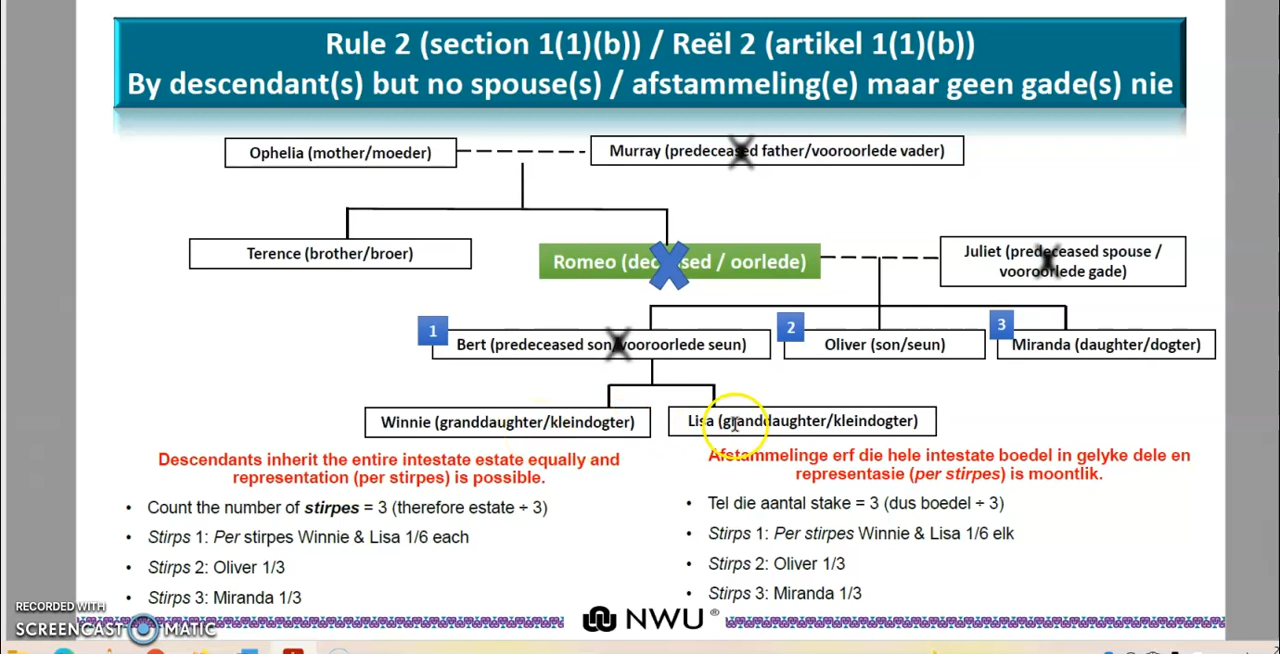 Rule 2 (section 1(1)(b)) / Reël 2 (artikel 1(1)(b))
By descendant(s) but no spouse(s) / afstammeling(e) maar geen gade(s) nie
Ophelia (mother/moeder)
Murray (predeceased father/vooroorlede vader)
Terence (brother/broer)
Romeo (deceased / oorlede)
Juliet (predeceased spouse /
vooroorlede gade)
1
2
3
Bert (predeceased son/vooroorlede seun)
Oliver (son/seun)
Miranda (daughter/dogter)
Winnie (granddaughter/kleindogter)
Lisa (granddaughter/kleindogter)
Descendants inherit the entire intestate estate equally and
representation (per stirpes) is possible.
• Count the number of stirpes = 3 (therefore estate ÷ 3)
• Stirps 1: Per stirpes Winnie & Lisa 1/6 each
• Stirps 2: Oliver 1/3
• Stirps 3: Miranda 1/3
Afstammelinge erf die hele intestate boedel in gelyke dele en
representasie (per stirpes) is moontlik.
• Tel die aantal stake = 3 (dus boedel ÷ 3)
• Stirps 1: Per stirpes Winnie & Lisa 1/6 elk
• Stirps 2: Oliver 1/3
• Stirps 3: Miranda 1/3
RECORDED WITH
SCREENCAST MATIC
NWU®